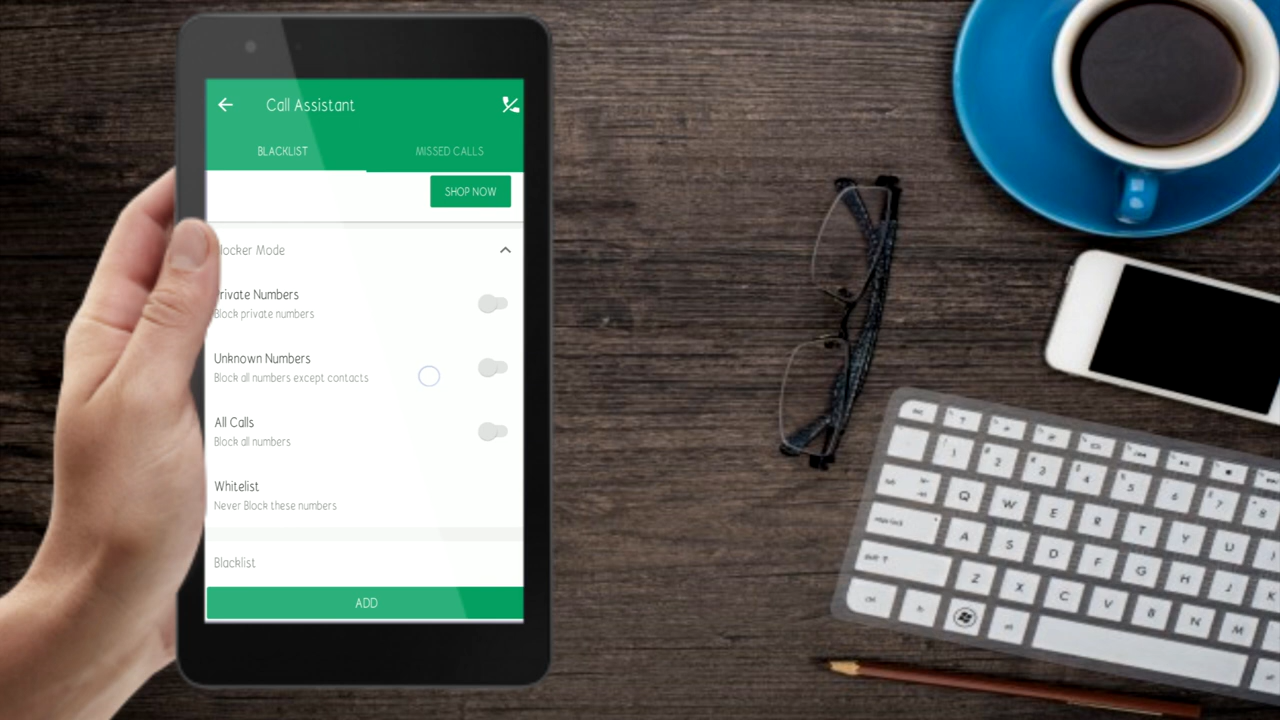 Call Assistant
BLACKLIST
MISSED CALLS
SHOP NOW
locker Mode
rivate Numbers
Block private numbers
Unknown Numbers
Block all numbers except contacts
All Calls
Block all numbers
Whitelist
Never Block these numbers
Blacklist
ADD
Q W E R T Y U
A S D F G H J K
Z X C V B N M